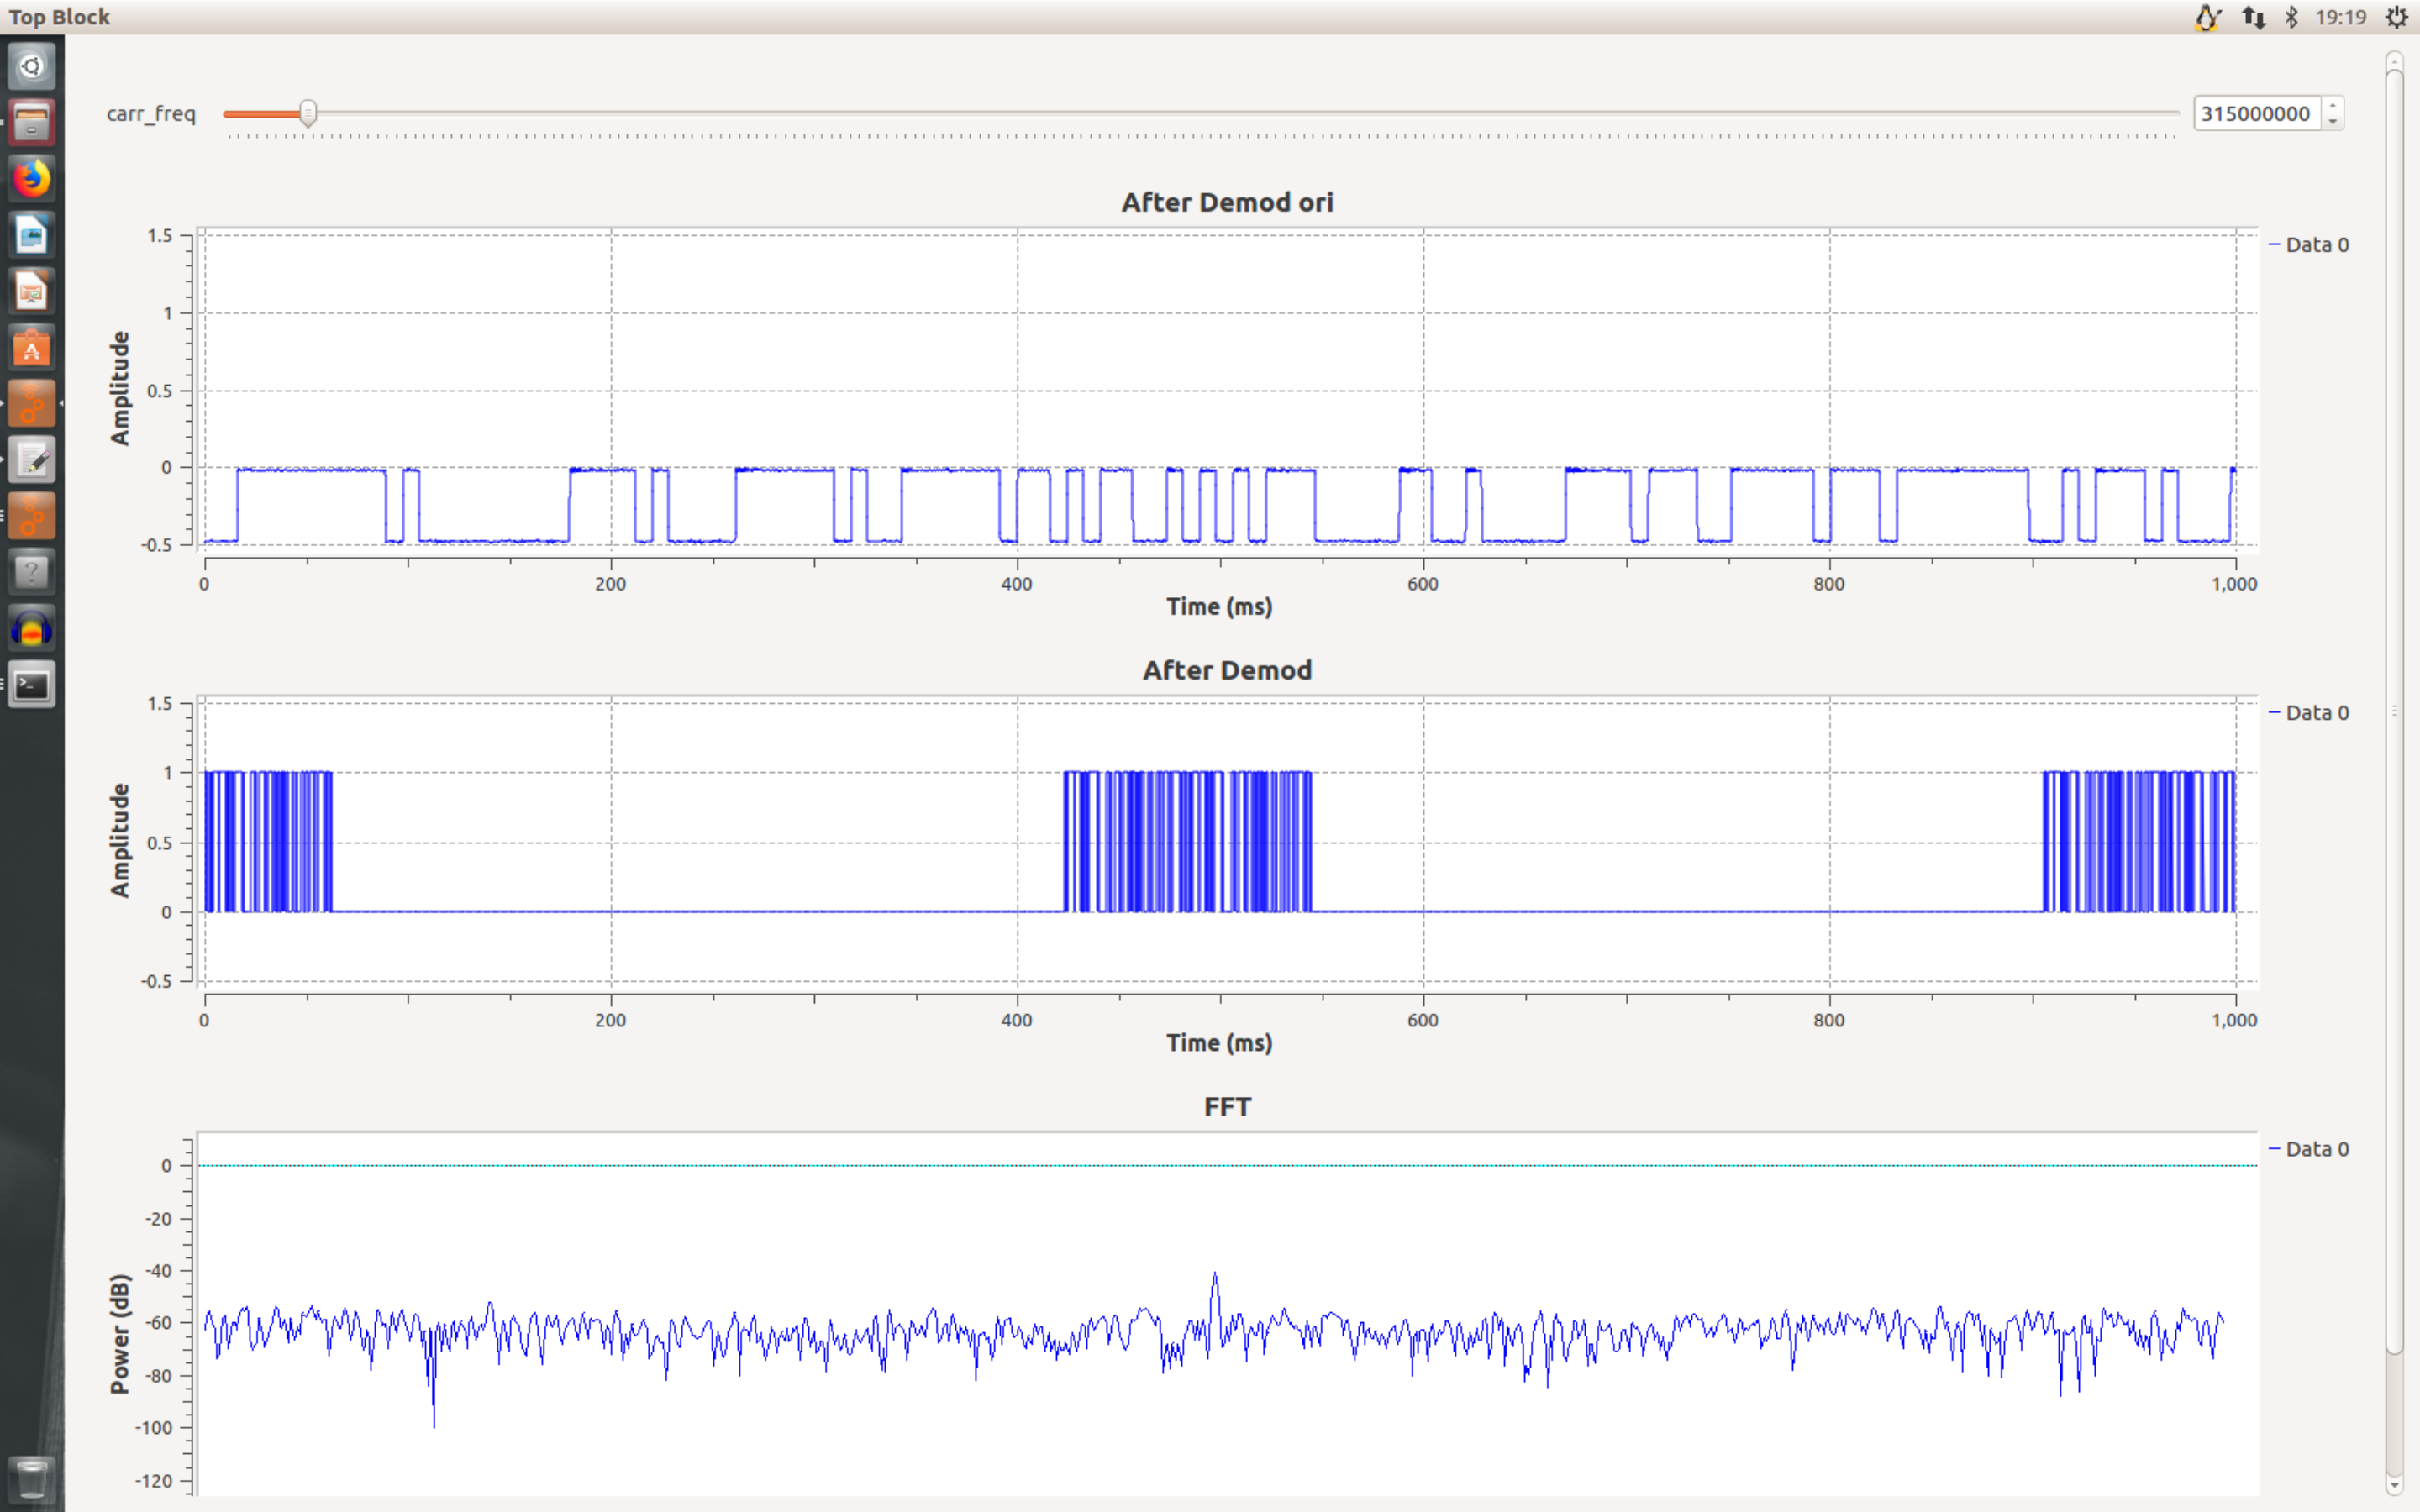 Top Block 19:19
carr_freq 315000000
After Demod ori
Data 0
Amplitude
1.5
1
0.5
0
-0.5
0 200 400 600 800 1,000
Time (ms)
After Demod
Data 0
Amplitude
1.5
1
0.5
0
-0.5
0 200 400 600 800 1,000
Time (ms)
FFT
Data 0
Power (dB)
0
-20
-40
-60
-80
-100
-120